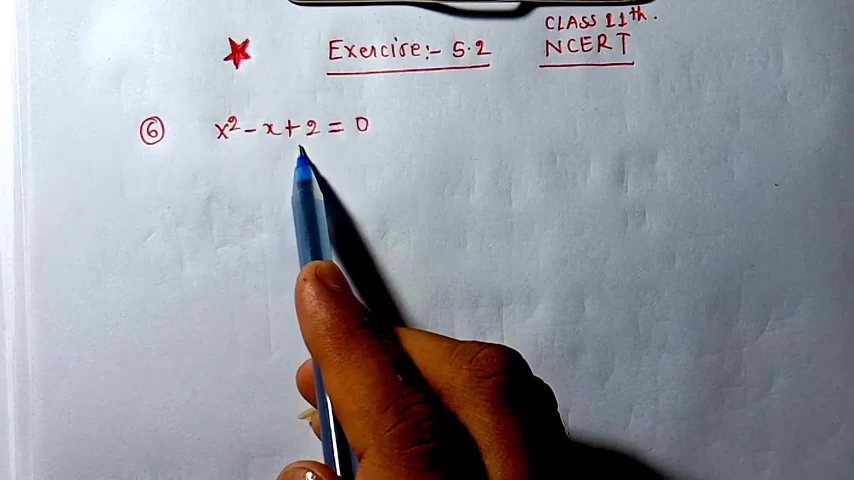 CLASS 11th.
Exercise:- 5.2 NCERT
⑥ x² - x + 2 = 0